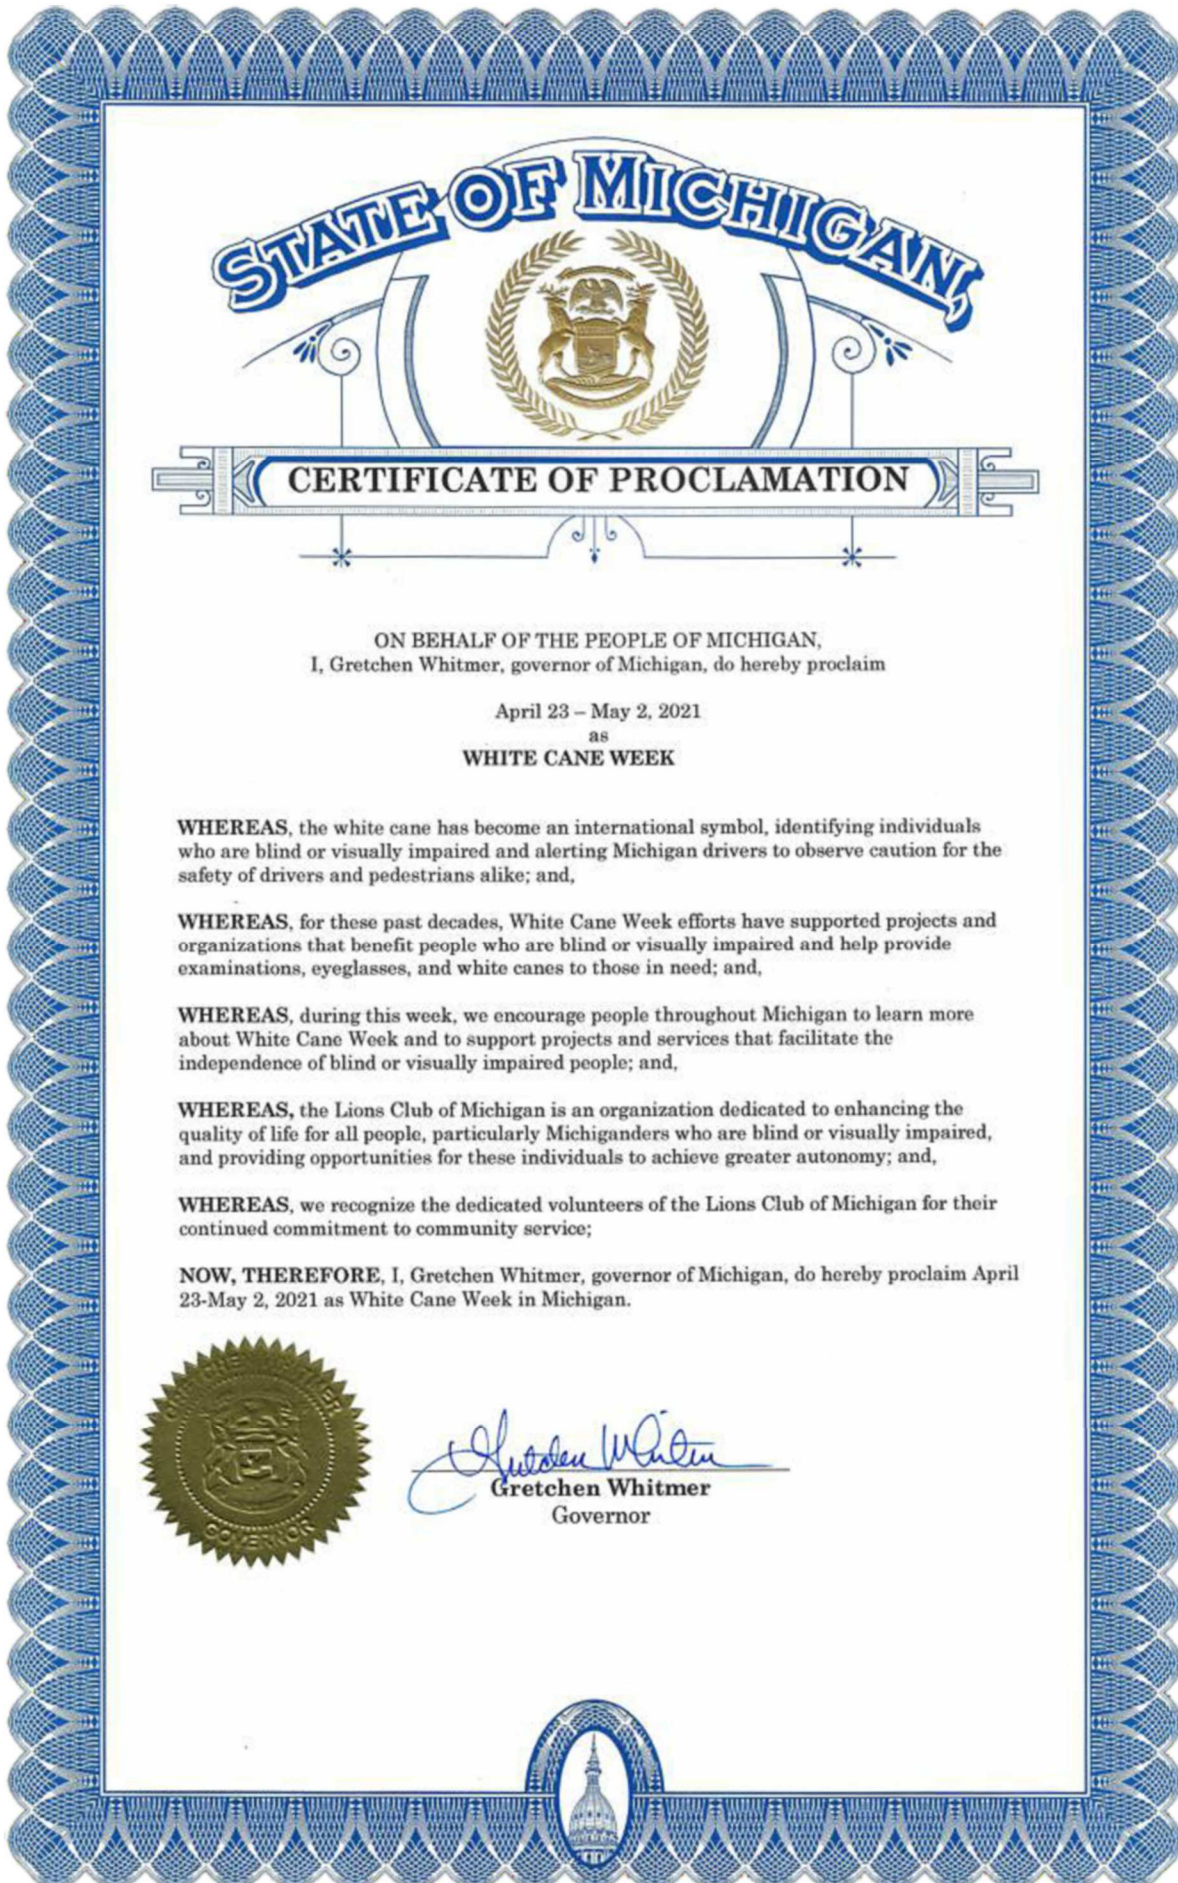 STATE OF MICHIGAN,
CERTIFICATE OF PROCLAMATION
ON BEHALF OF THE PEOPLE OF MICHIGAN,
I, Gretchen Whitmer, governor of Michigan, do hereby proclaim
April 23 – May 2, 2021
as
WHITE CANE WEEK
WHEREAS, the white cane has become an international symbol, identifying individuals
who are blind or visually impaired and alerting Michigan drivers to observe caution for the
safety of drivers and pedestrians alike; and,
WHEREAS, for these past decades, White Cane Week efforts have supported projects and
organizations that benefit people who are blind or visually impaired and help provide
examinations, eyeglasses, and white canes to those in need; and,
WHEREAS, during this week, we encourage people throughout Michigan to learn more
about White Cane Week and to support projects and services that facilitate the
independence of blind or visually impaired people; and,
WHEREAS, the Lions Club of Michigan is an organization dedicated to enhancing the
quality of life for all people, particularly Michiganders who are blind or visually impaired,
and providing opportunities for these individuals to achieve greater autonomy; and,
WHEREAS, we recognize the dedicated volunteers of the Lions Club of Michigan for their
continued commitment to community service;
NOW, THEREFORE, I, Gretchen Whitmer, governor of Michigan, do hereby proclaim April
23-May 2, 2021 as White Cane Week in Michigan.
GRETCHEN WHITMER
GOVERNOR
Gretchen Whitmer
Gretchen Whitmer
Governor